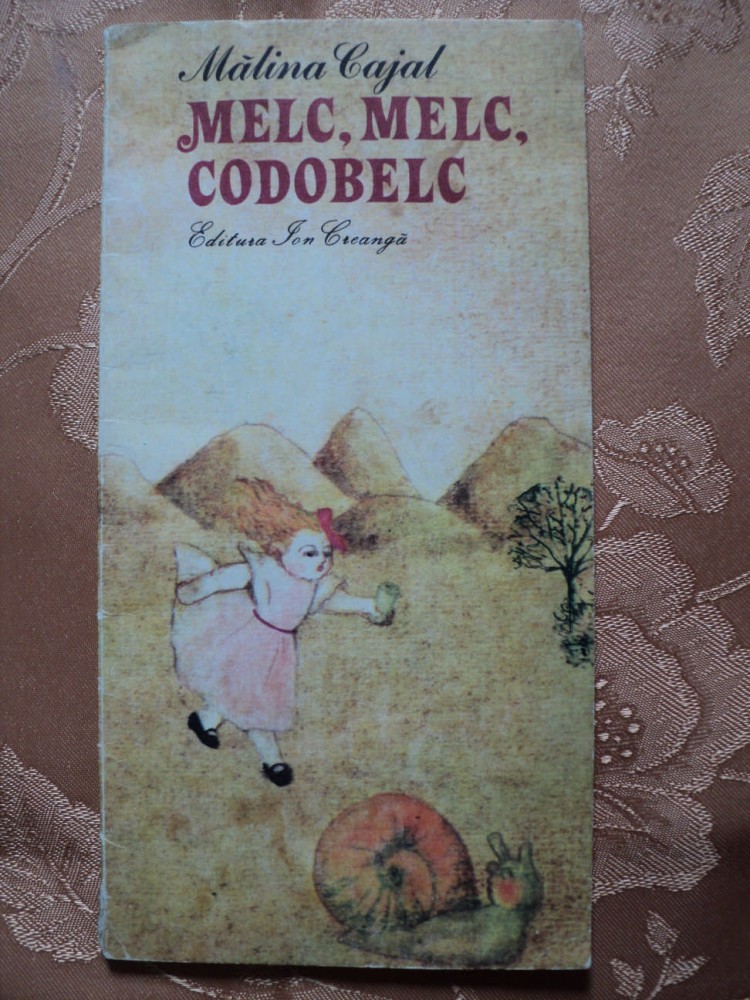 Mălina Cajal
MELC, MELC,
CODOBELC
Editura Ion Creangă